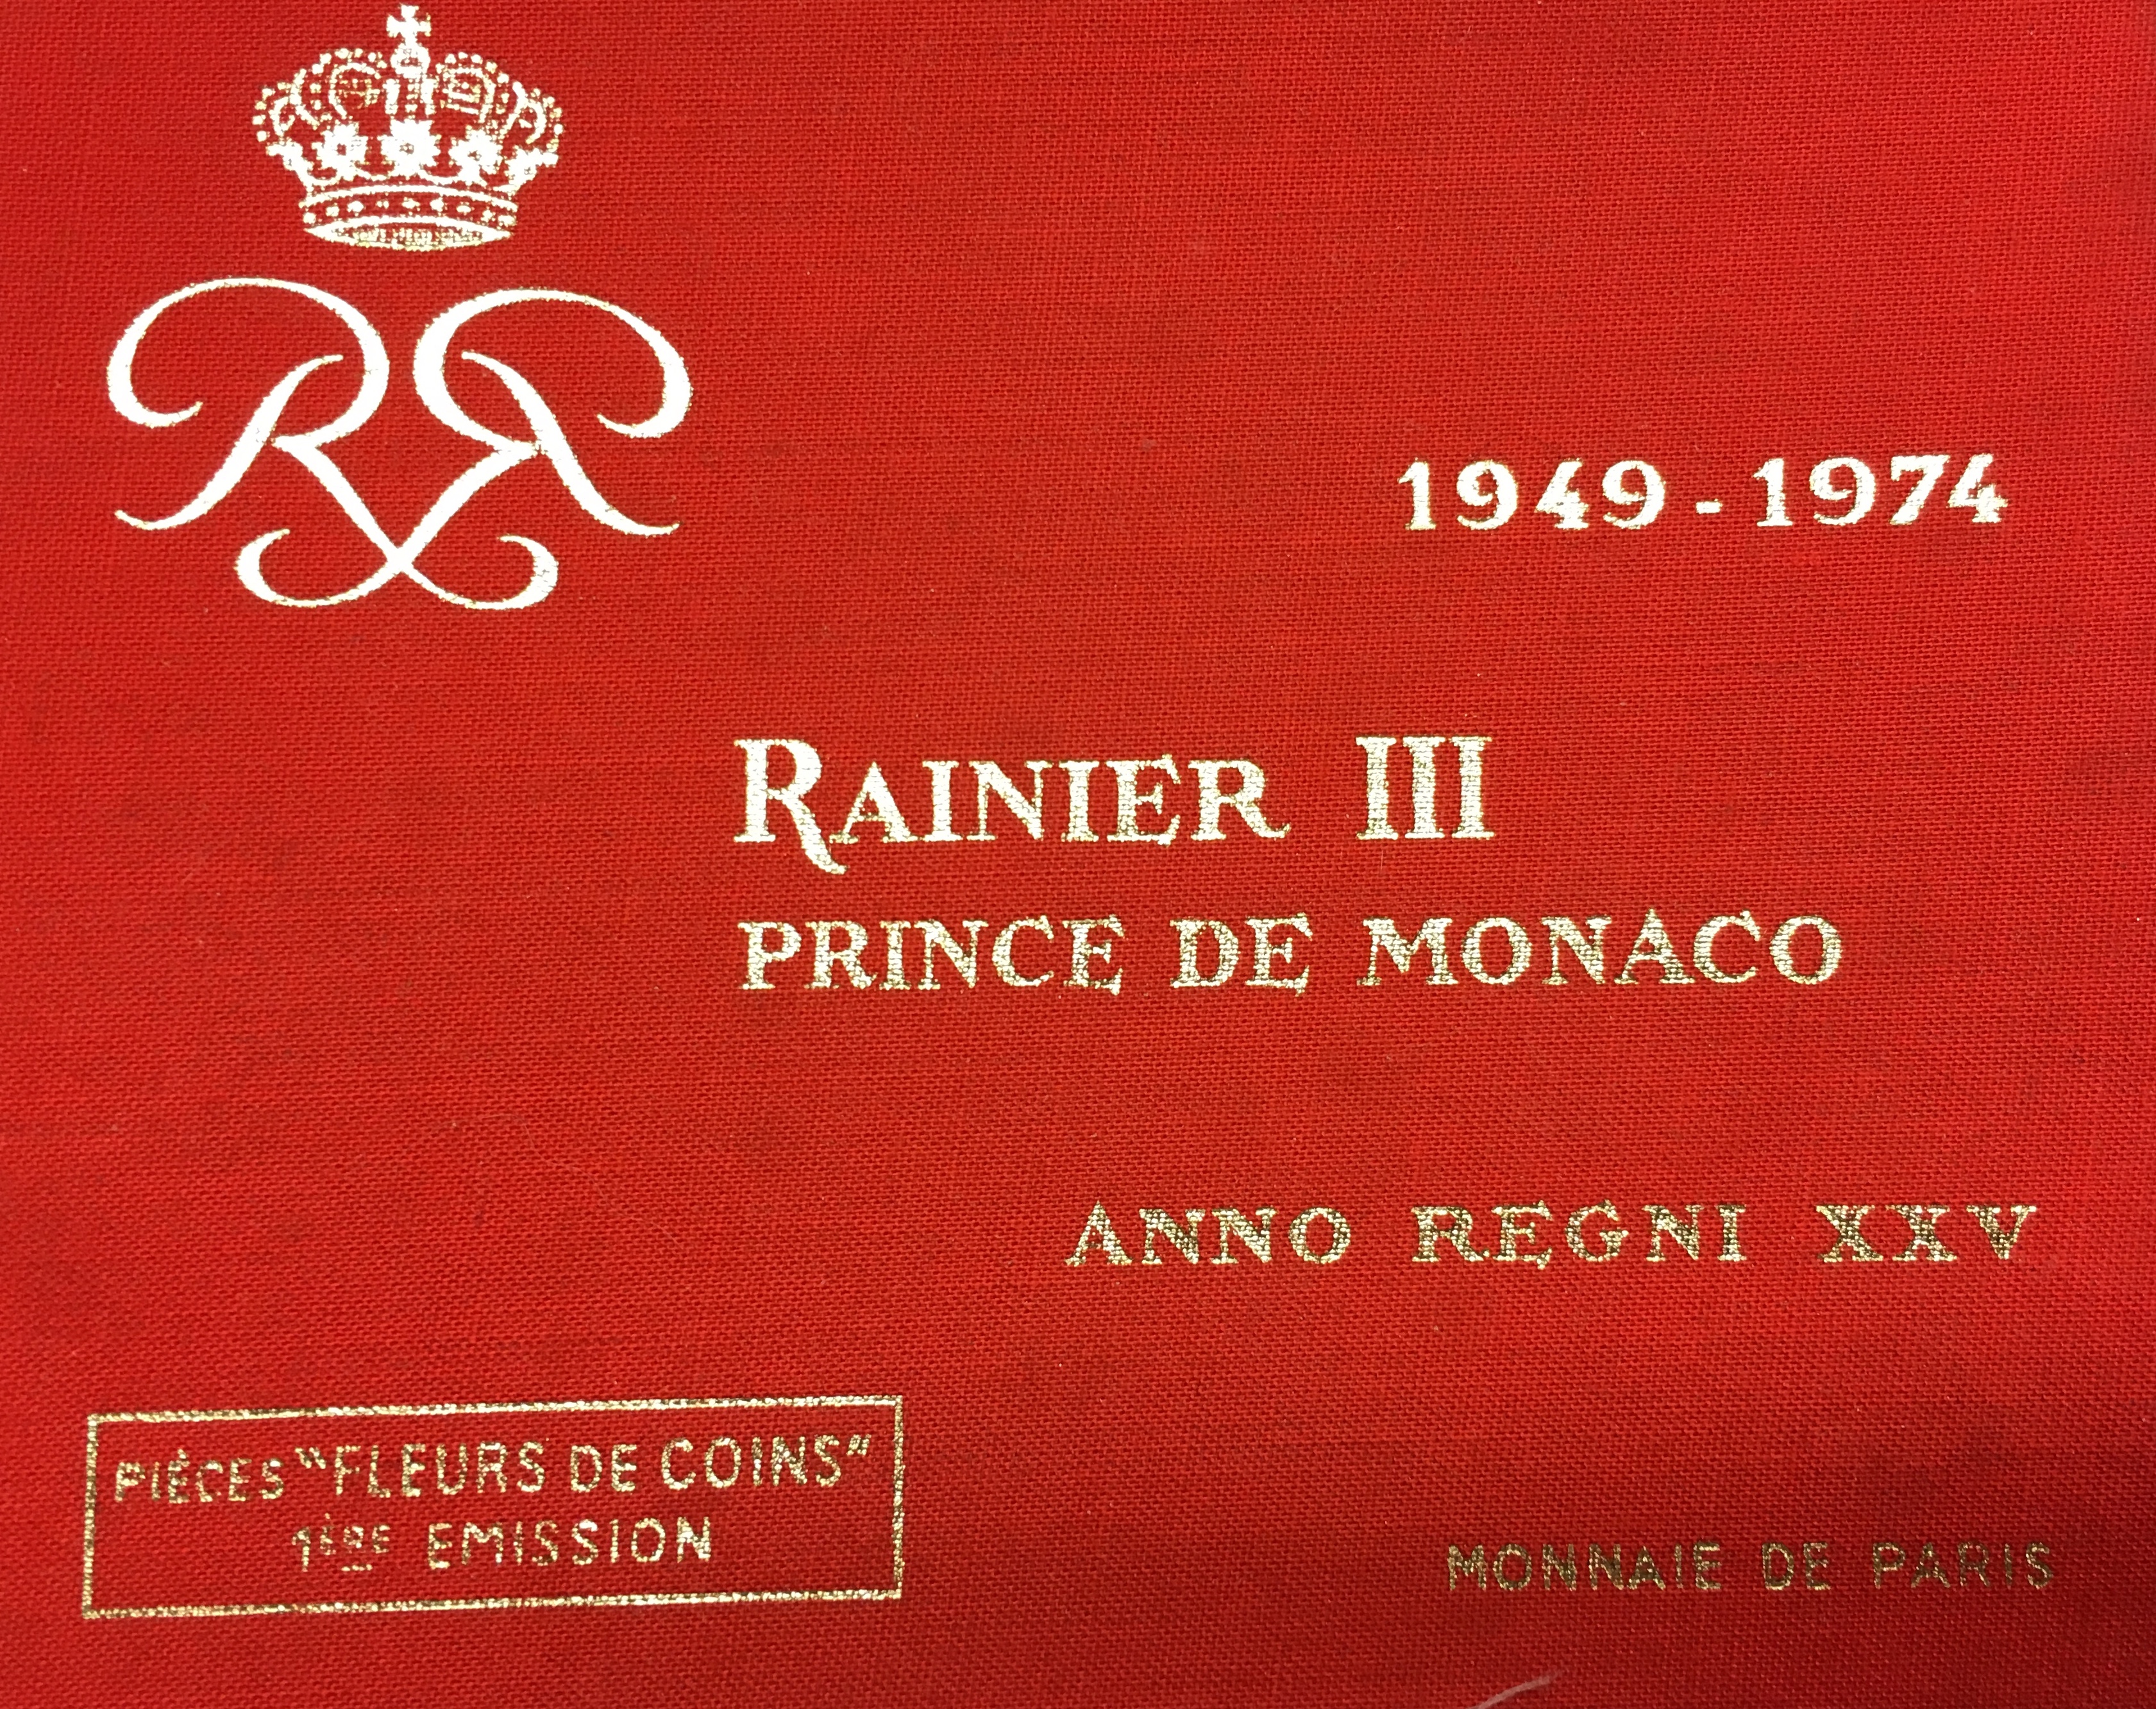 RR
1949-1974
RAINIER III
PRINCE DE MONACO
ANNO REGNI XXV
PIÈCES "FLEURS DE COINS"
1ÈRE EMISSION
MONNAIE DE PARIS